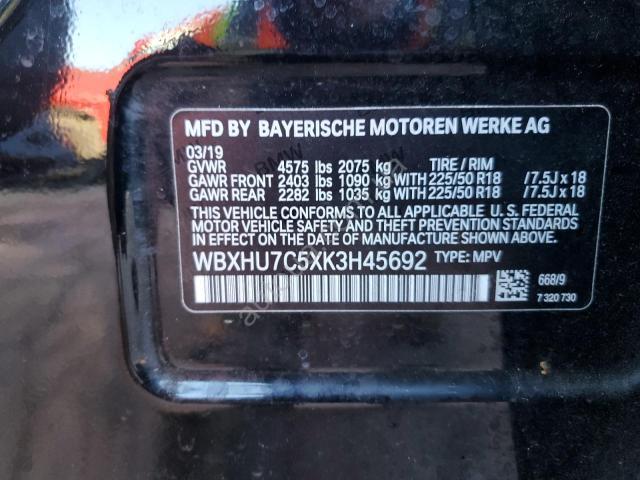 MFD BY BAYERISCHE MOTOREN WERKE AG
03/19
GVWR 4575 lbs 2075 kg TIRE / RIM
GAWR FRONT 2403 lbs 1090 kg WITH 225/50 R18 /7.5J x 18
GAWR REAR 2282 lbs 1035 kg WITH 225/50 R18 /7.5J x 18
THIS VEHICLE CONFORMS TO ALL APPLICABLE U. S. FEDERAL
MOTOR VEHICLE SAFETY AND THEFT PREVENTION STANDARDS
IN EFFECT ON THE DATE OF MANUFACTURE SHOWN ABOVE.
WBXHU7C5XK3H45692 TYPE: MPV
668/9
7 320 730